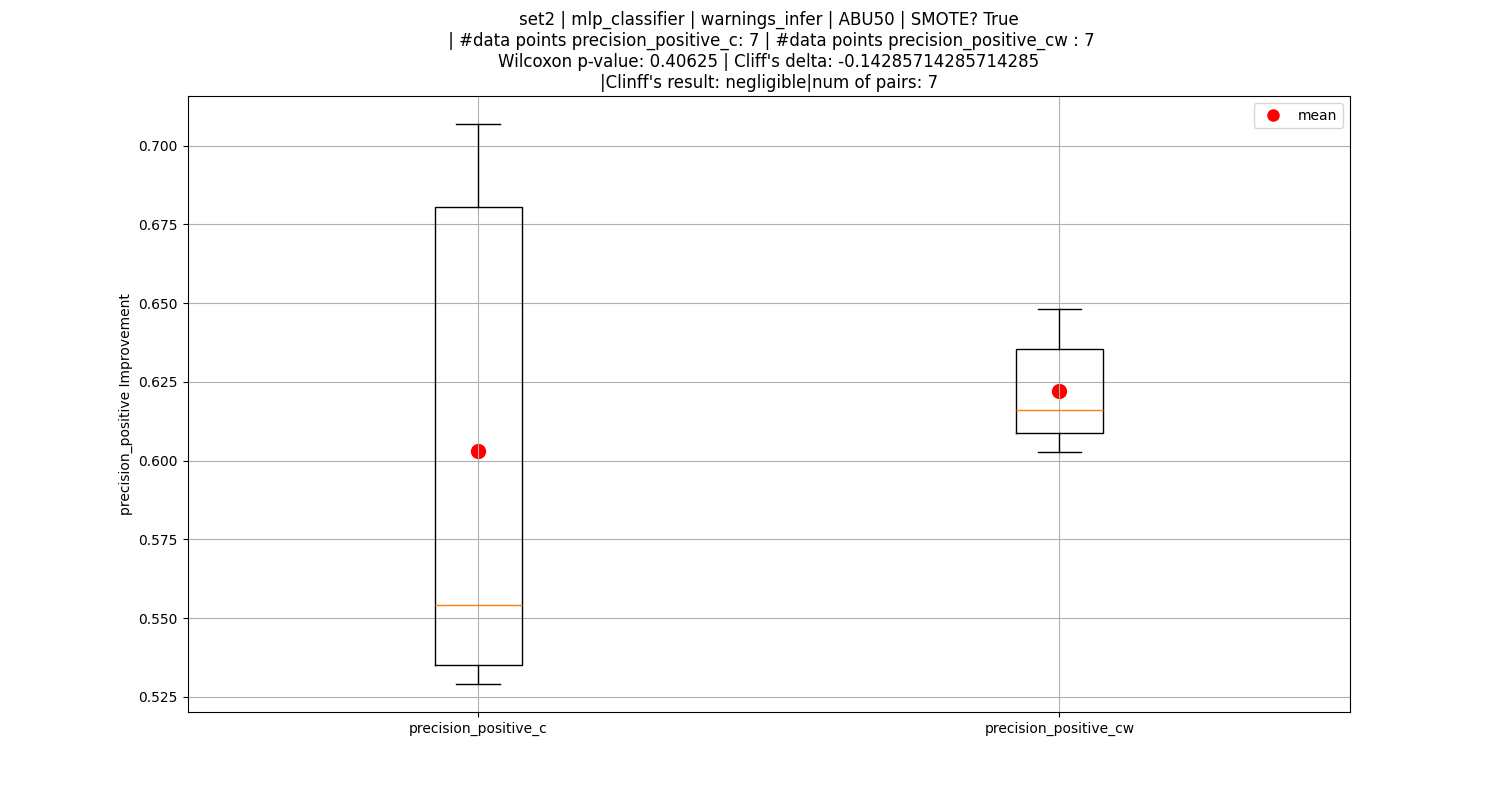 set2 | mlp_classifier | warnings_infer | ABU50 | SMOTE? True
| #data points precision_positive_c: 7 | #data points precision_positive_cw : 7
Wilcoxon p-value: 0.40625 | Cliff's delta: -0.14285714285714285
|Clinff's result: negligible|num of pairs: 7
mean
0.700
0.675
0.650
0.625
0.600
0.575
0.550
0.525
precision_positive Improvement
precision_positive_c
precision_positive_cw